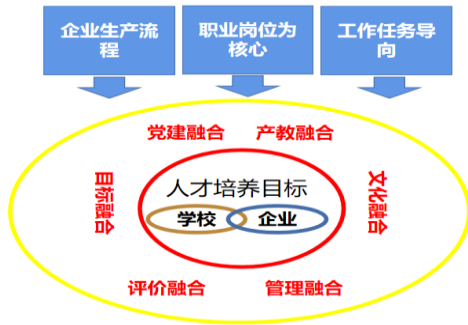 企业生产流
程
职业岗位为
核心
工作任务导
向
党建融合
产教融合
目标融合
文化融合
人才培养目标
学校
企业
评价融合
管理融合